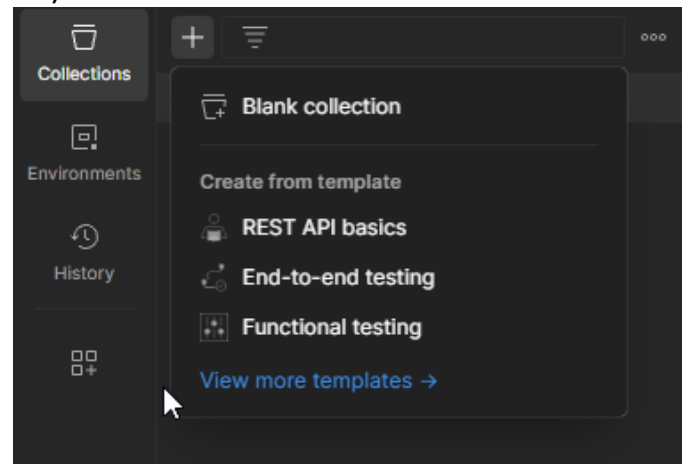 Collections
Blank collection
Environments
Create from template
REST API basics
History
End-to-end testing
Functional testing
View more templates →